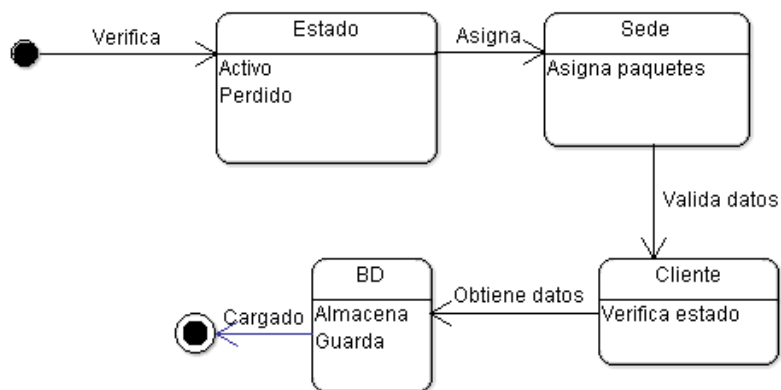 Verifica
Estado
Activo
Perdido
Asigna
Sede
Asigna paquetes
Valida datos
Cliente
Verifica estado
Obtiene datos
BD
Almacena
Guarda
Cargado